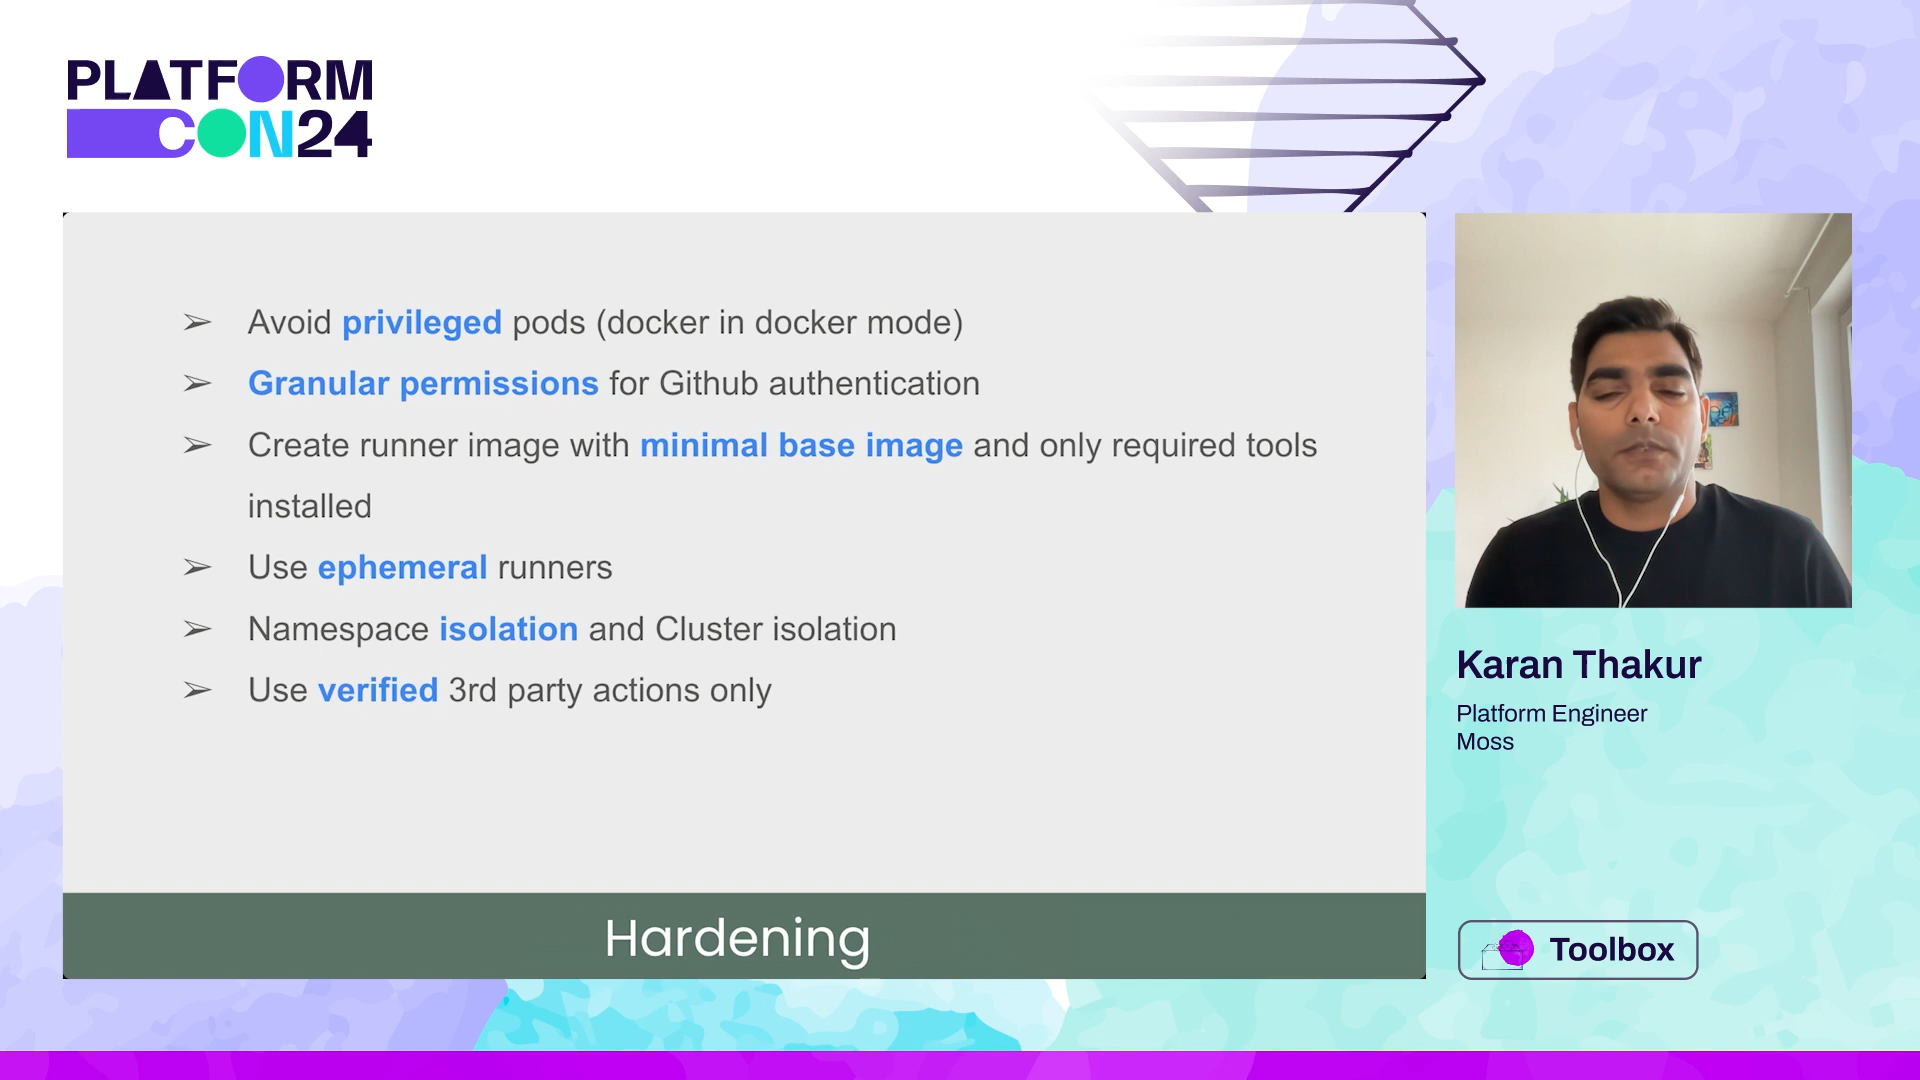 PLATFORM
CON24
➢ Avoid privileged pods (docker in docker mode)
➢ Granular permissions for Github authentication
➢ Create runner image with minimal base image and only required tools
installed
➢ Use ephemeral runners
➢ Namespace isolation and Cluster isolation
➢ Use verified 3rd party actions only
Hardening
Karan Thakur
Platform Engineer
Moss
Toolbox